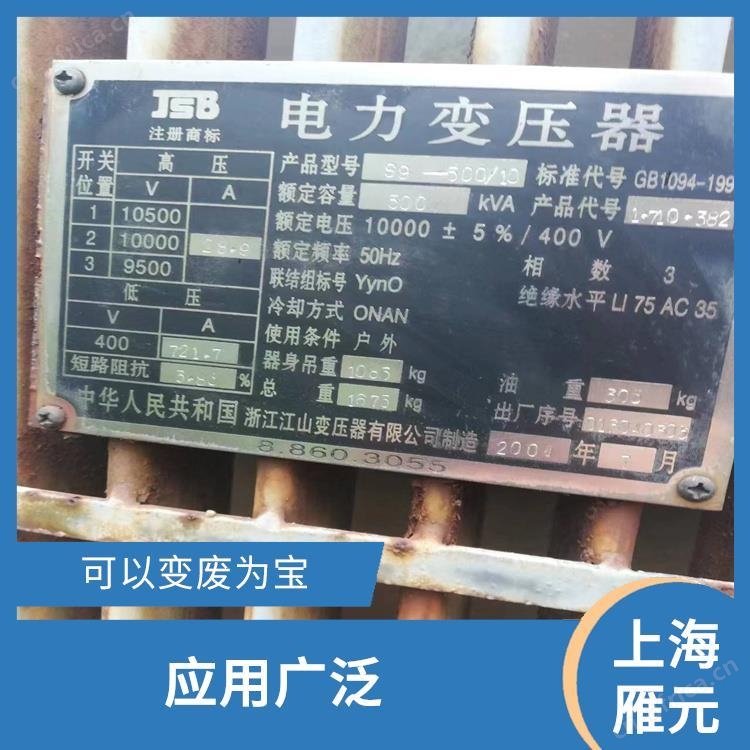 JSB
注册商标
电力变压器
开关位置
高 压
V A
1 10500
2 10000 28.9
3 9500
低 压
V A
400 721.7
短路阻抗 %
产品型号 S9 —500/10 标准代号 GB1094-199
额定容量 500 kVA 产品代号 1·710·382
额定电压 10000 ± 5%/400 V
额定频率 50Hz 相 数 3
联结组标号 Yyn0 绝缘水平 LI 75 AC 35
冷却方式 ONAN
使用条件 户外
器身吊重 1085 kg 油 重 305 kg
总 重 1675 kg 出厂序号
中华人民共和国 浙江江山变压器有限公司制造 年 月
8.860.3055
可以变废为宝
应用广泛
上海
雁元